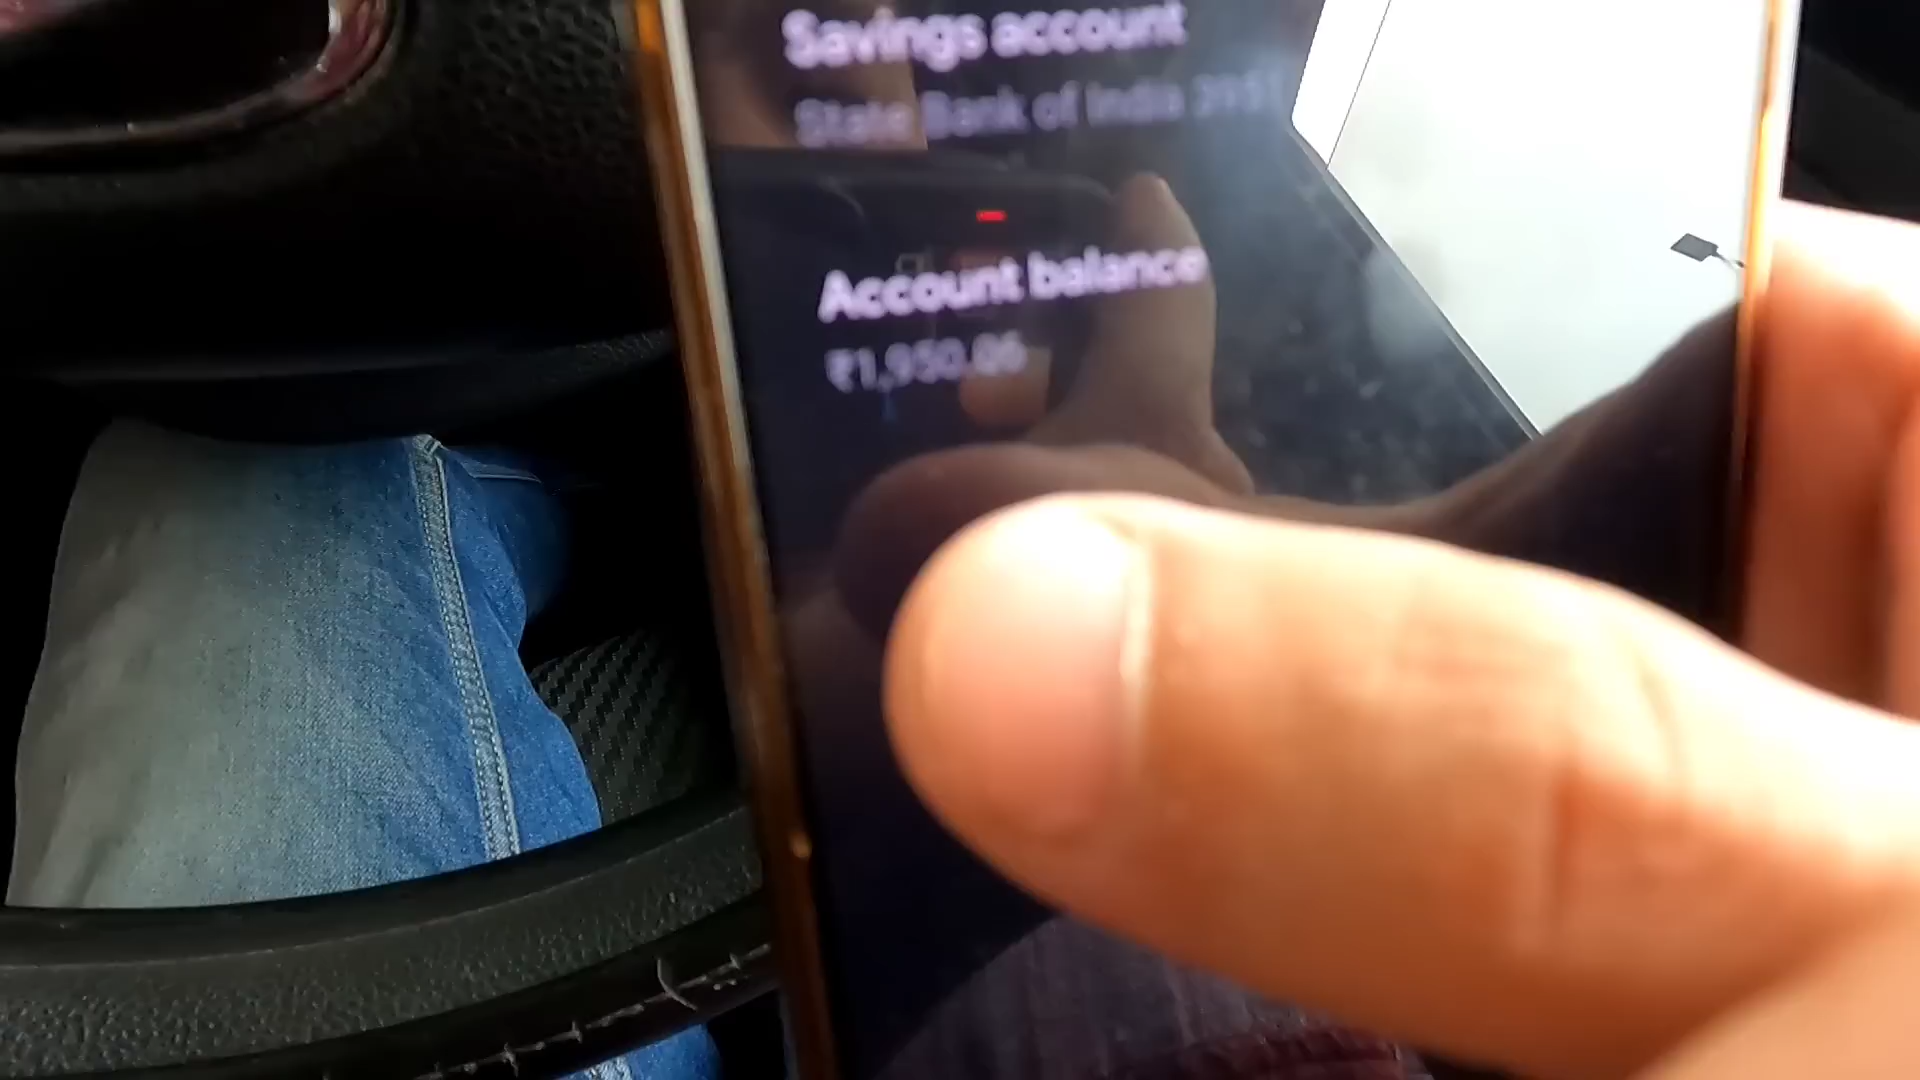 Savings account
State Bank of India
Account balance
₹1,950.06